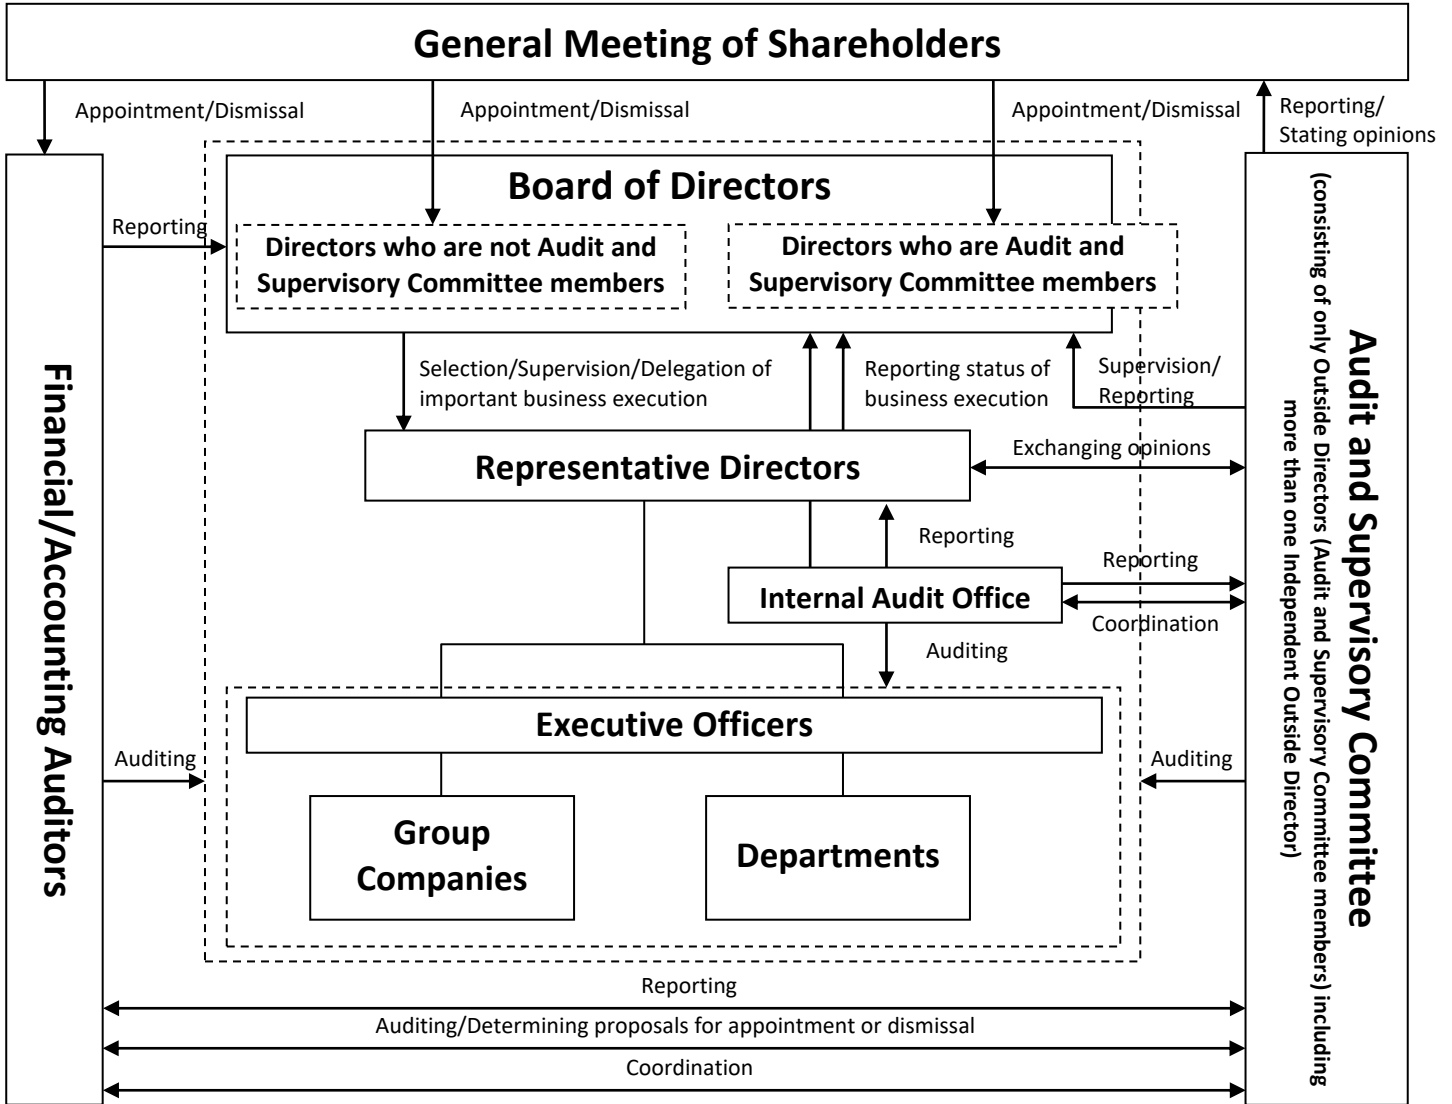 General Meeting of Shareholders
Appointment/Dismissal
Appointment/Dismissal
Appointment/Dismissal
Reporting/
Stating opinions
Board of Directors
Reporting
Directors who are not Audit and
Supervisory Committee members
Directors who are Audit and
Supervisory Committee members
Selection/Supervision/Delegation of
important business execution
Reporting status of
business execution
Supervision/
Reporting
Representative Directors
Exchanging opinions
Reporting
Internal Audit Office
Reporting
Coordination
Auditing
Executive Officers
Auditing
Auditing
Group
Companies
Departments
Financial/Accounting Auditors
Audit and Supervisory Committee
(consisting of only Outside Directors (Audit and Supervisory Committee members) including
more than one Independent Outside Director)
Reporting
Auditing/Determining proposals for appointment or dismissal
Coordination